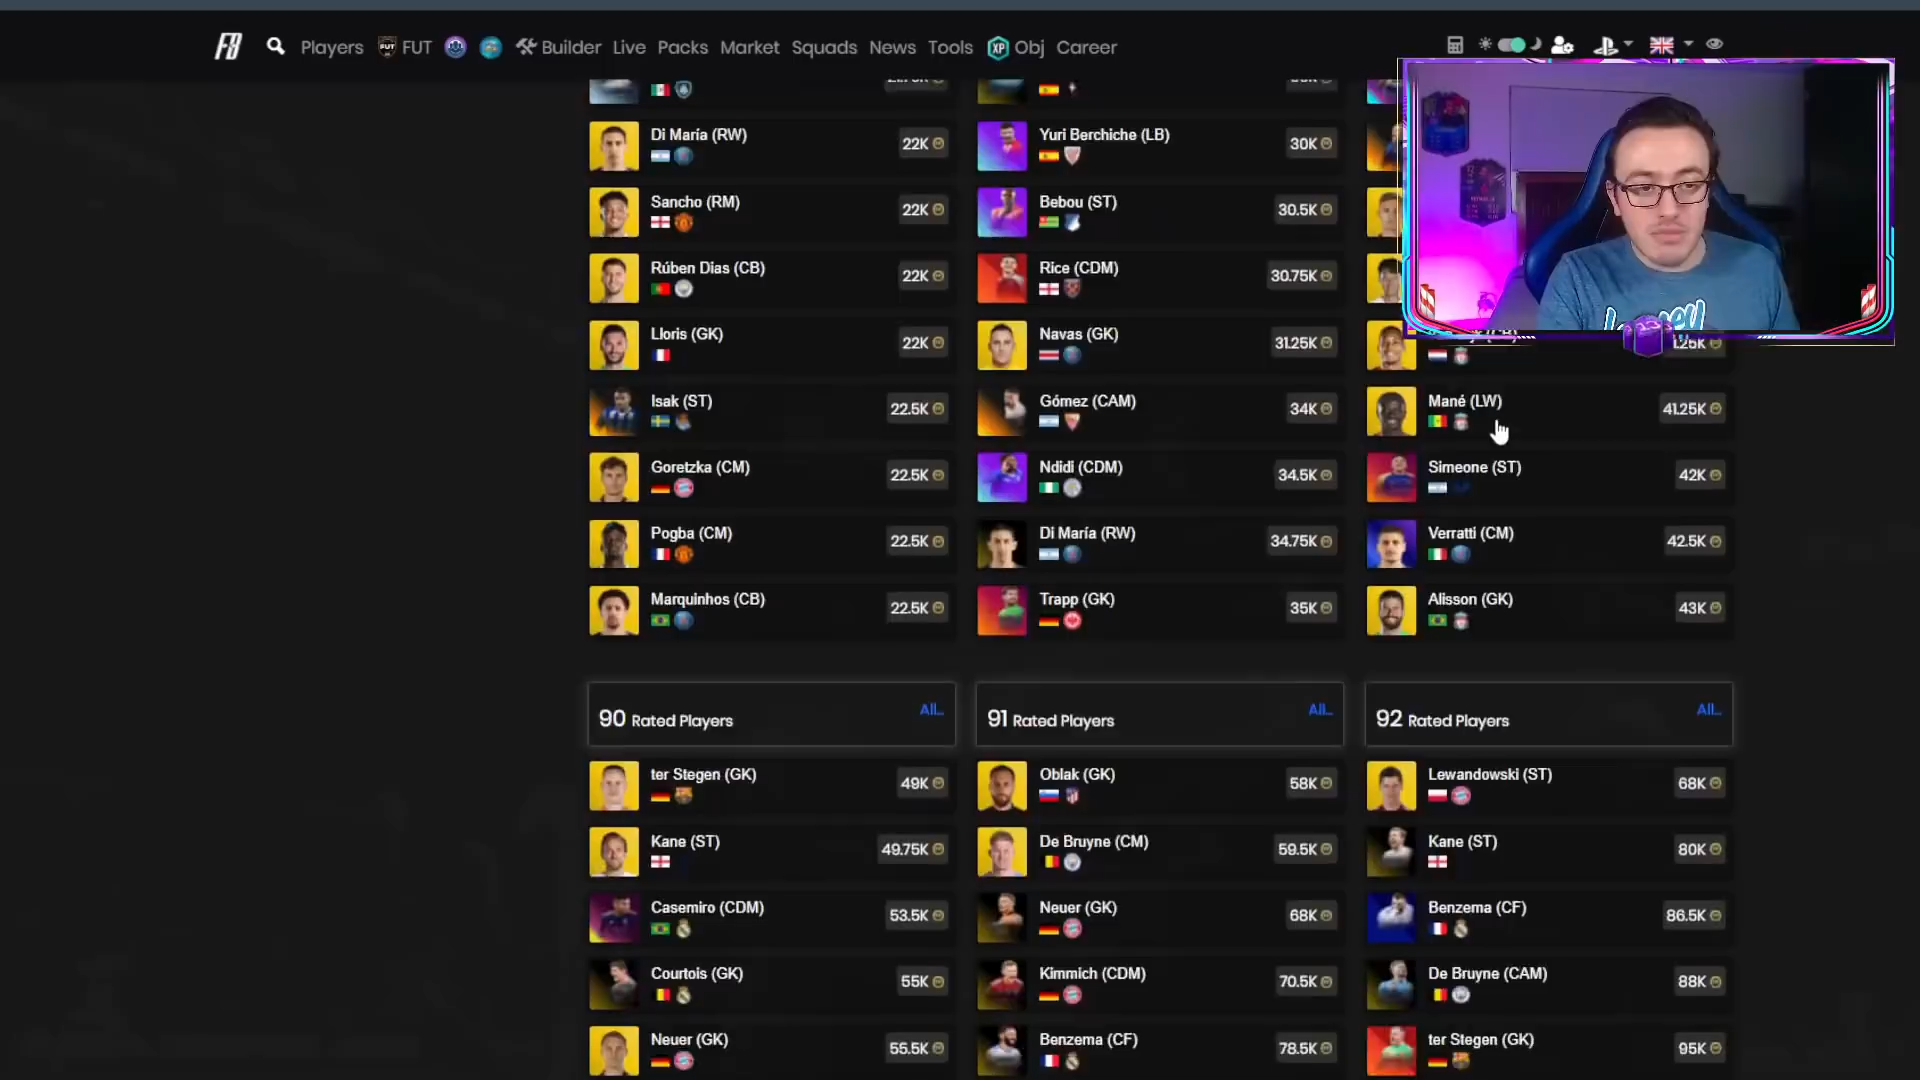 FB Players FUT Builder Live Packs Market Squads News Tools XP Obj Career
Di María (RW) 22K
Sancho (RM) 22K
Rúben Dias (CB) 22K
Lloris (GK) 22K
Isak (ST) 22.5K
Goretzka (CM) 22.5K
Pogba (CM) 22.5K
Marquinhos (CB) 22.5K
Yuri Berchiche (LB) 30K
Bebou (ST) 30.5K
Rice (CDM) 30.75K
Navas (GK) 31.25K
Gómez (CAM) 34K
Ndidi (CDM) 34.5K
Di María (RW) 34.75K
Trapp (GK) 35K
Mané (LW) 41.25K
Simeone (ST) 42K
Verratti (CM) 42.5K
Alisson (GK) 43K
90 Rated Players All...
ter Stegen (GK) 49K
Kane (ST) 49.75K
Casemiro (CDM) 53.5K
Courtois (GK) 55K
Neuer (GK) 55.5K
91 Rated Players All...
Oblak (GK) 58K
De Bruyne (CM) 59.5K
Neuer (GK) 68K
Kimmich (CDM) 70.5K
Benzema (CF) 78.5K
92 Rated Players All...
Lewandowski (ST) 68K
Kane (ST) 80K
Benzema (CF) 86.5K
De Bruyne (CAM) 88K
ter Stegen (GK) 95K